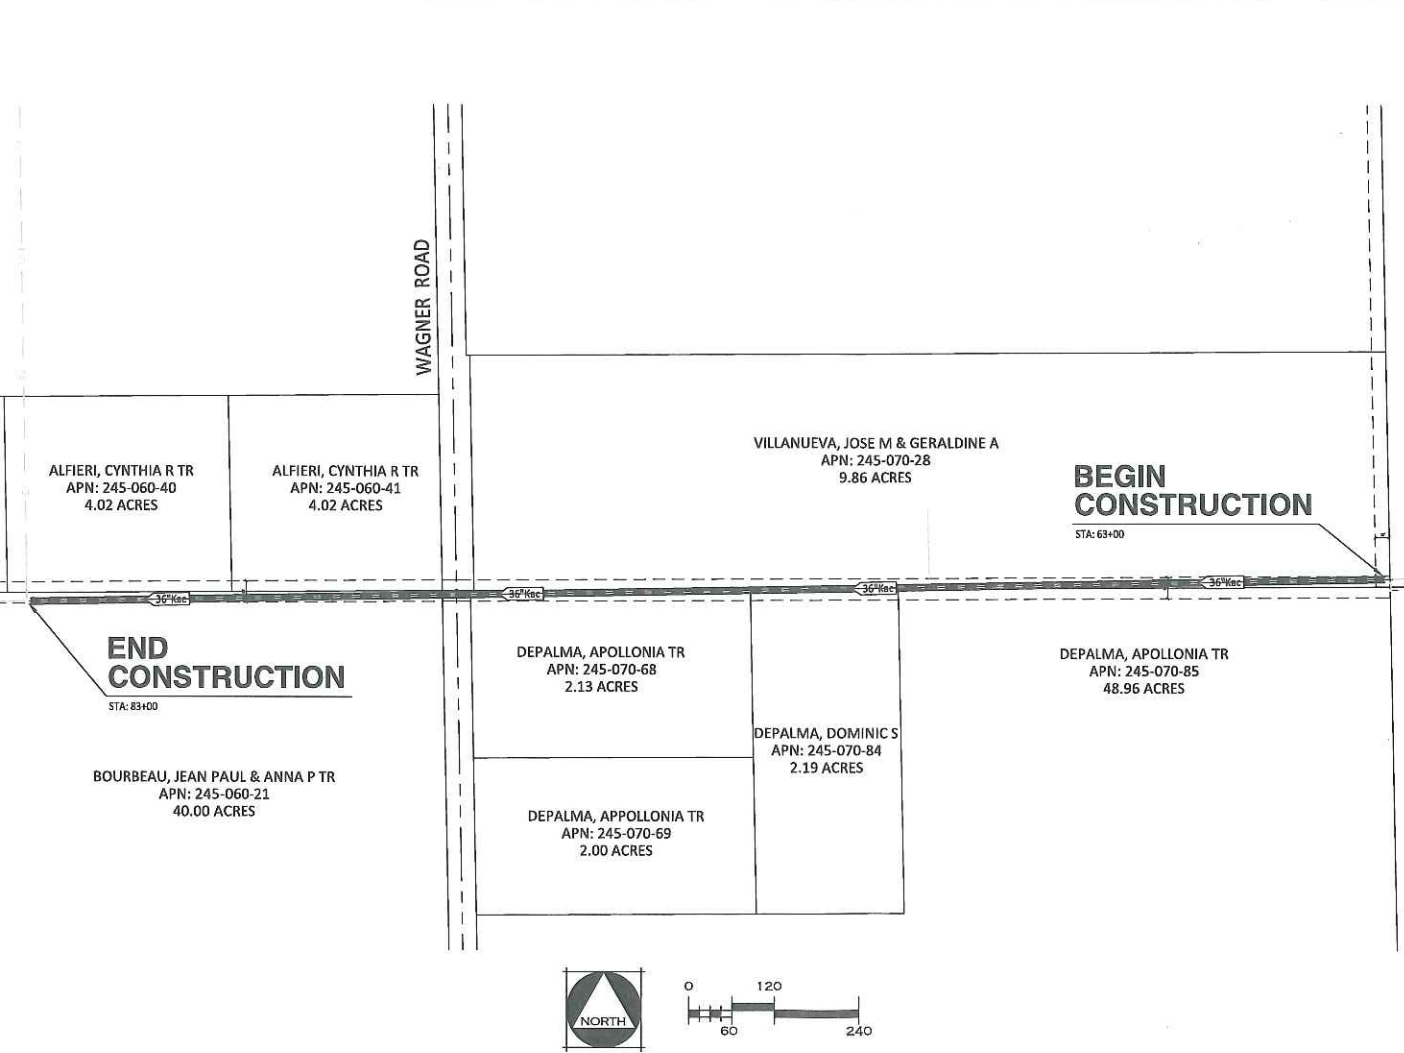 WAGNER ROAD
VILLANUEVA, JOSE M & GERALDINE A
APN: 245-070-28
9.86 ACRES
ALFIERI, CYNTHIA R TR
APN: 245-060-40
4.02 ACRES
ALFIERI, CYNTHIA R TR
APN: 245-060-41
4.02 ACRES
BEGIN
CONSTRUCTION
STA: 63+00
36"Kec
36"Kec
36"Kec
36"Kec
END
CONSTRUCTION
STA: 83+00
DEPALMA, APOLLONIA TR
APN: 245-070-68
2.13 ACRES
DEPALMA, APOLLONIA TR
APN: 245-070-85
48.96 ACRES
DEPALMA, DOMINIC S
APN: 245-070-84
2.19 ACRES
BOURBEAU, JEAN PAUL & ANNA P TR
APN: 245-060-21
40.00 ACRES
DEPALMA, APPOLLONIA TR
APN: 245-070-69
2.00 ACRES
NORTH
0 120
60 240